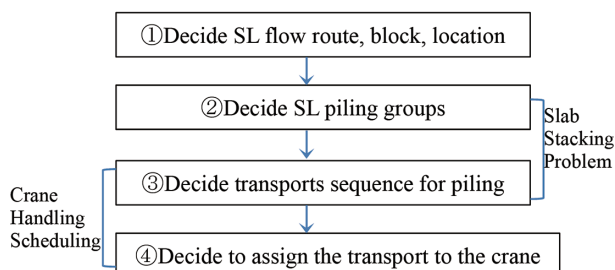 ①Decide SL flow route, block, location
②Decide SL piling groups
Slab
Stacking
Problem
③Decide transports sequence for piling
Crane
Handling
Scheduling
④Decide to assign the transport to the crane